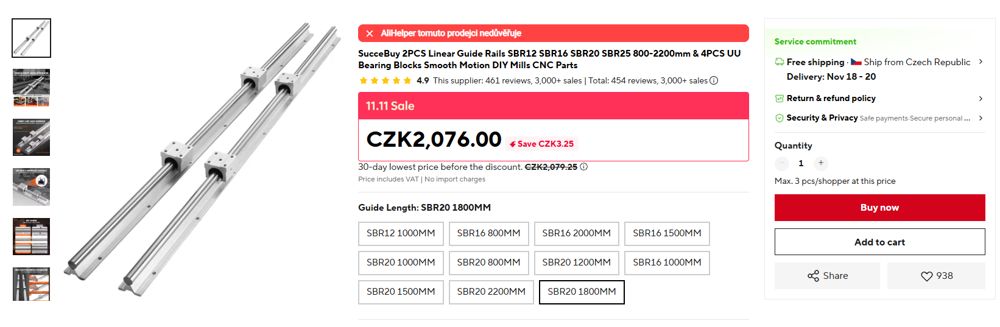 AliHelper tomuto prodejci nedůvěřuje
SucceBuy 2PCS Linear Guide Rails SBR12 SBR16 SBR20 SBR25 800-2200mm & 4PCS UU
Bearing Blocks Smooth Motion DIY Mills CNC Parts
4.9 This supplier: 461 reviews, 3,000+ sales | Total: 454 reviews, 3,000+ sales
11.11 Sale
CZK2,076.00 Save CZK3.25
30-day lowest price before the discount. CZK2,079.25
Price includes VAT | No import charges
Guide Length: SBR20 1800MM
SBR12 1000MM SBR16 800MM SBR16 2000MM SBR16 1500MM
SBR20 1000MM SBR20 800MM SBR20 1200MM SBR16 1000MM
SBR20 1500MM SBR20 2200MM SBR20 1800MM
Service commitment
Free shipping · Ship from Czech Republic
Delivery: Nov 18 - 20
Return & refund policy
Security & Privacy Safe payments·Secure personal ...
Quantity
- 1 +
Max. 3 pcs/shopper at this price
Buy now
Add to cart
Share 938